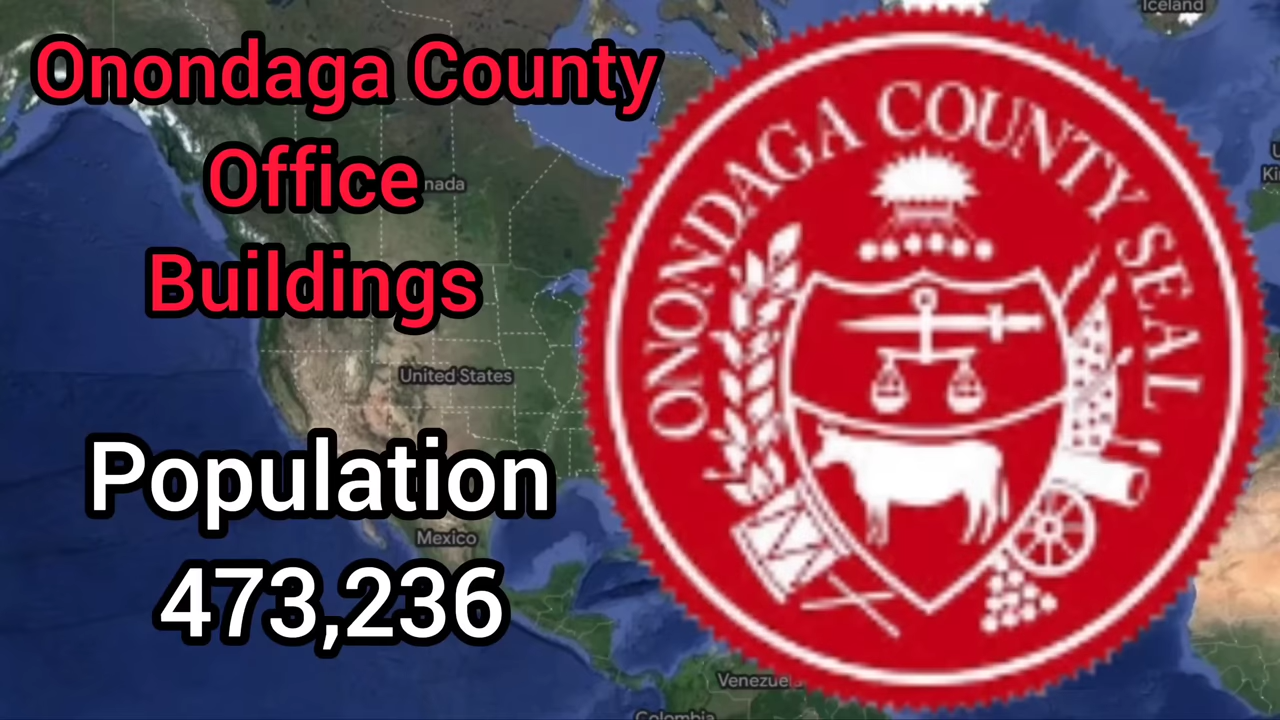 Iceland
Onondaga County
Office
Buildings
nada
United States
Population
473,236
Mexico
Venezue
Colombia
ONONDAGA COUNTY SEAL